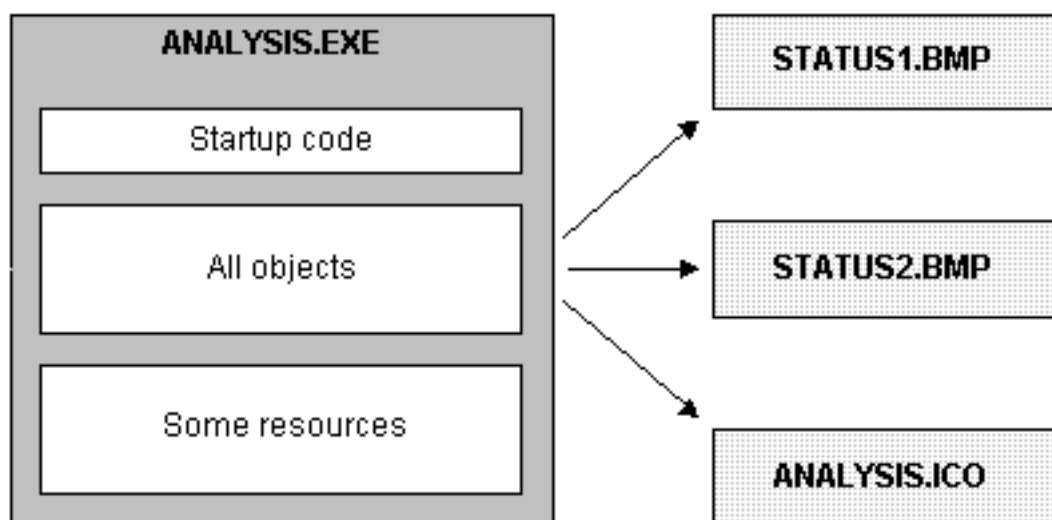 ANALYSIS.EXE
Startup code
All objects
Some resources
STATUS1.BMP
STATUS2.BMP
ANALYSIS.ICO